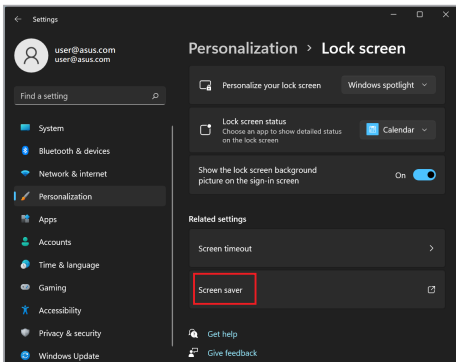 Settings
user@asus.com
user@asus.com
Find a setting
System
Bluetooth & devices
Network & internet
Personalization
Apps
Accounts
Time & language
Gaming
Accessibility
Privacy & security
Windows Update
Personalization > Lock screen
Personalize your lock screen
Windows spotlight
Lock screen status
Choose an app to show detailed status
on the lock screen
Calendar
Show the lock screen background
picture on the sign-in screen
On
Related settings
Screen timeout
Screen saver
Get help
Give feedback